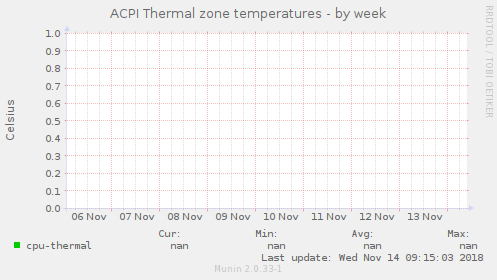 ACPI Thermal zone temperatures - by week
RRDTOOL / TOBI OETIKER
Celsius
1.0
0.9
0.8
0.7
0.6
0.5
0.4
0.3
0.2
0.1
0.0
06 Nov 07 Nov 08 Nov 09 Nov 10 Nov 11 Nov 12 Nov 13 Nov
Cur: Min: Avg: Max:
cpu-thermal nan nan nan nan
Last update: Wed Nov 14 09:15:03 2018
Munin 2.0.33-1